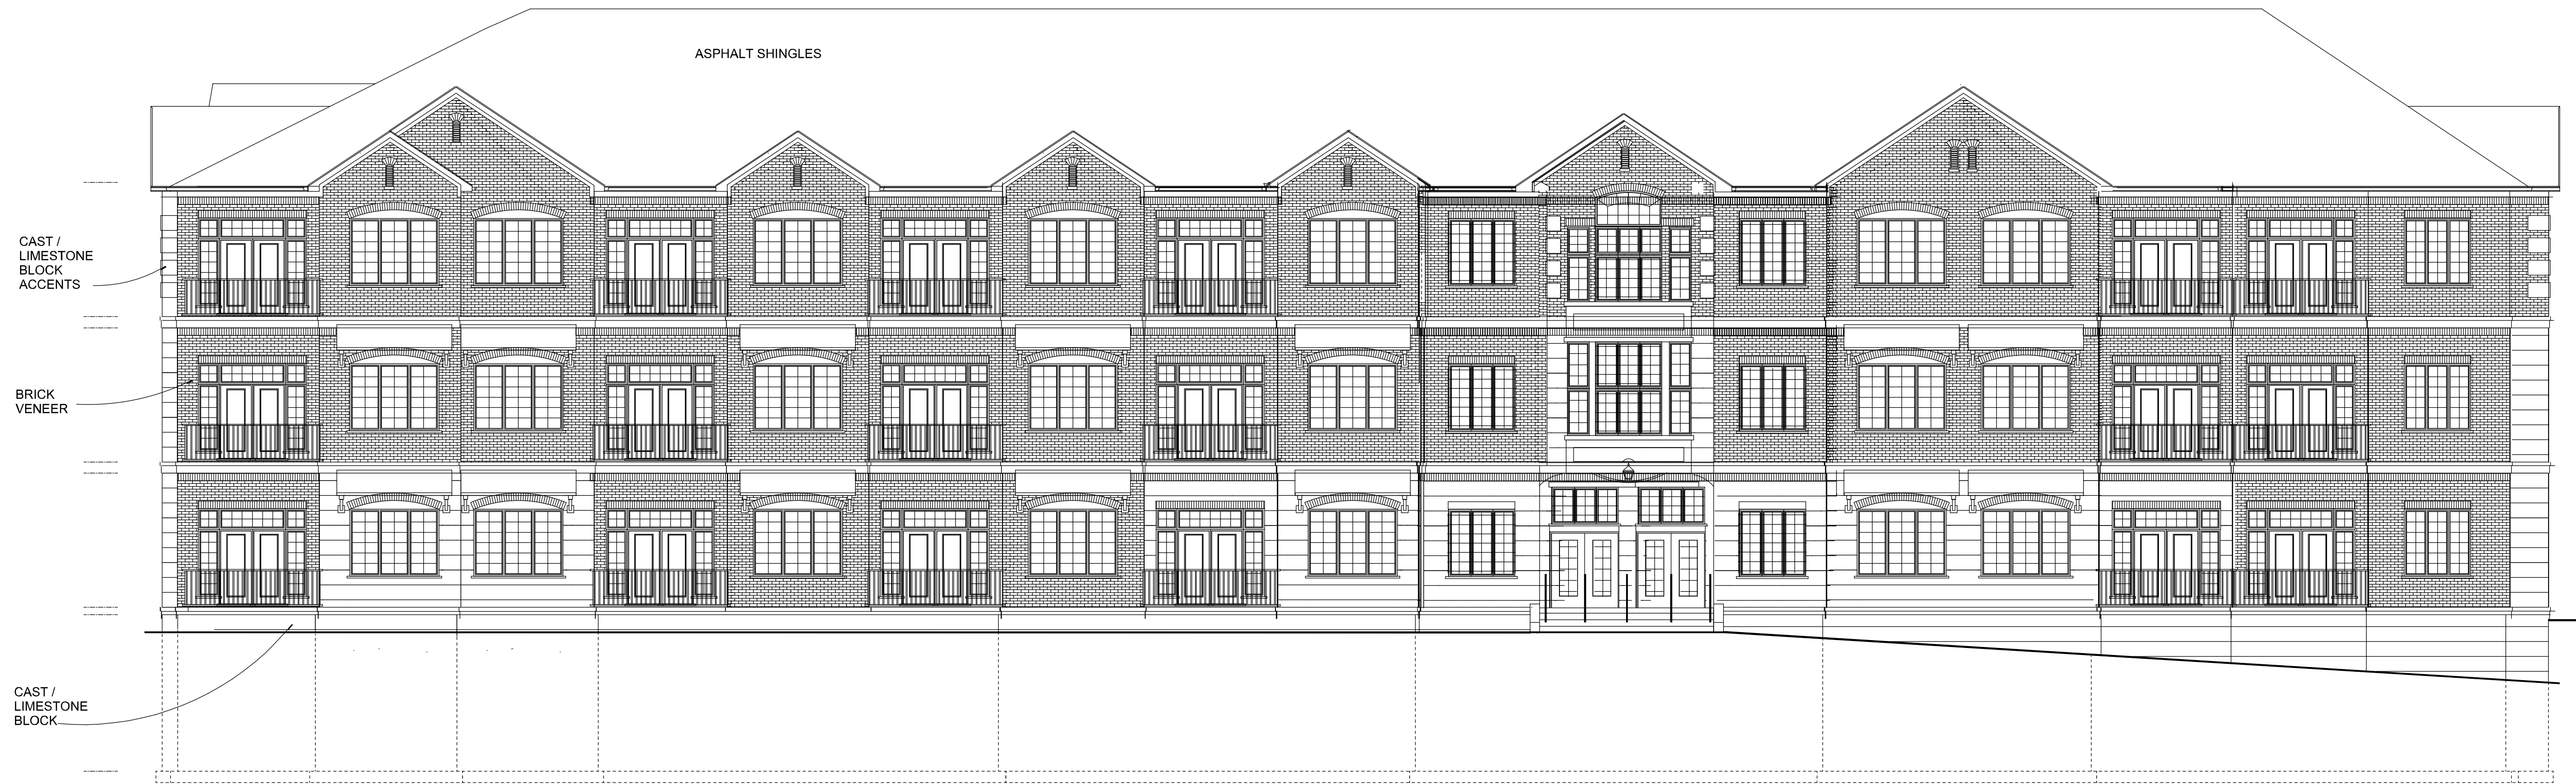 ASPHALT SHINGLES
CAST /
LIMESTONE
BLOCK
ACCENTS
BRICK
VENEER
CAST /
LIMESTONE
BLOCK